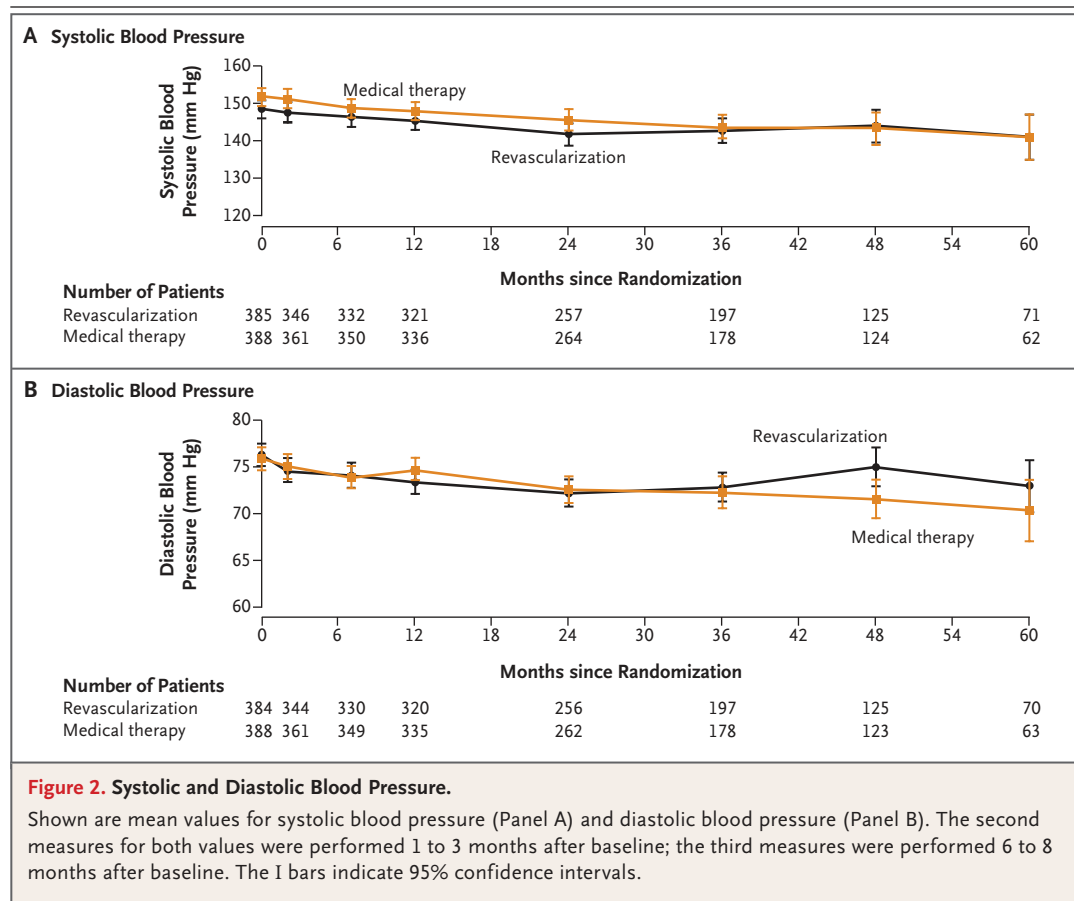 A Systolic Blood Pressure
Systolic Blood
Pressure (mm Hg)
160
150
140
130
120
Medical therapy
Revascularization
0 6 12 18 24 30 36 42 48 54 60
Months since Randomization
Number of Patients
Revascularization 385 346 332 321 257 197 125 71
Medical therapy 388 361 350 336 264 178 124 62
B Diastolic Blood Pressure
Diastolic Blood
Pressure (mm Hg)
80
75
70
65
60
Revascularization
Medical therapy
0 6 12 18 24 30 36 42 48 54 60
Months since Randomization
Number of Patients
Revascularization 384 344 330 320 256 197 125 70
Medical therapy 388 361 349 335 262 178 123 63
Figure 2. Systolic and Diastolic Blood Pressure.
Shown are mean values for systolic blood pressure (Panel A) and diastolic blood pressure (Panel B). The second
measures for both values were performed 1 to 3 months after baseline; the third measures were performed 6 to 8
months after baseline. The I bars indicate 95% confidence intervals.